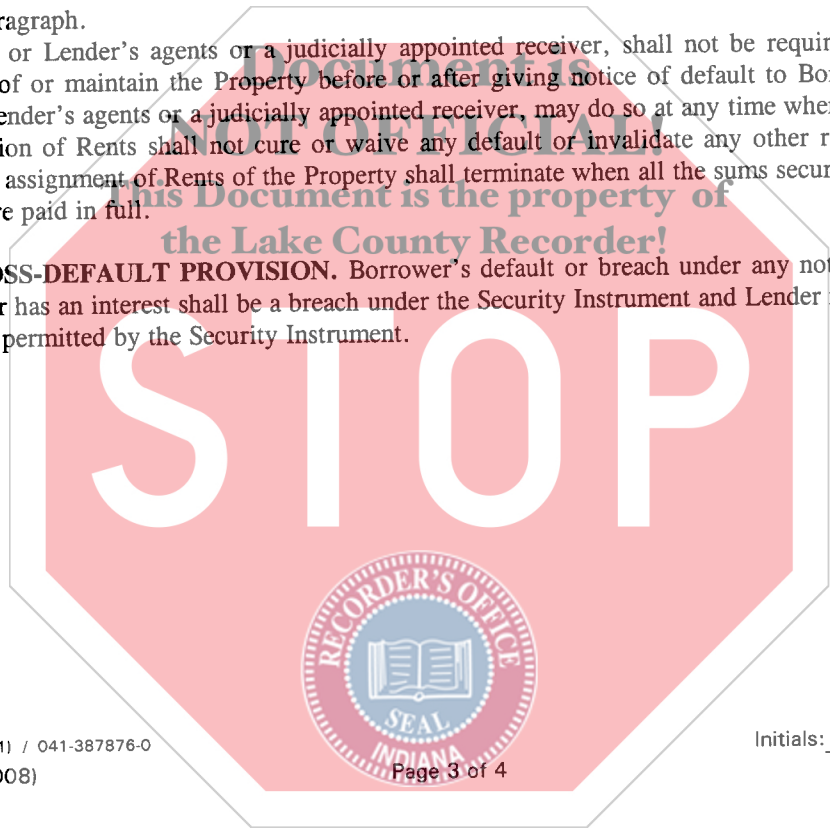 ragraph.
or Lender's agents or a judicially appointed receiver, shall not be requir
Document is
of or maintain the Property before or after giving notice of default to Bor
ender's agents or a judicially appointed receiver, may do so at any time whe
NOT OFFICIAL!
ion of Rents shall not cure or waive any default or invalidate any other r
assignment of Rents of the Property shall terminate when all the sums secur
This Document is the property of
e paid in full.
the Lake County Recorder!
OSS-DEFAULT PROVISION. Borrower's default or breach under any not
r has an interest shall be a breach under the Security Instrument and Lender
permitted by the Security Instrument.
STOP
RECORDER'S OFFICE
SEAL
INDIANA
1) / 041-387876-0
Initials:
008)
Page 3 of 4